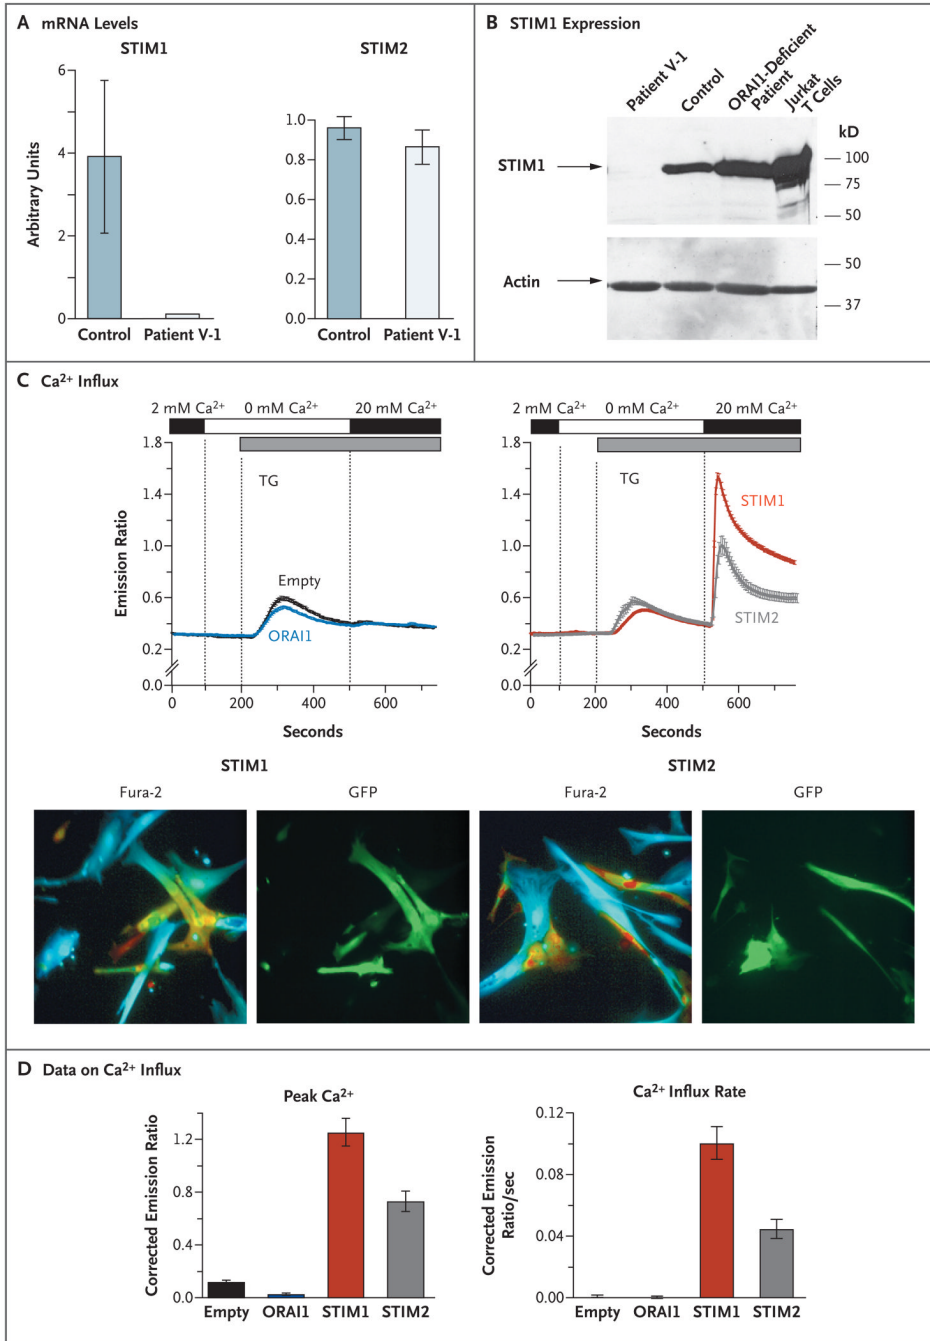 A mRNA Levels
STIM1
STIM2
Arbitrary Units
6
4
2
0
Control Patient V-1
1.0
0.8
0.6
0.4
0.2
0.0
Control Patient V-1
B STIM1 Expression
Patient V-1
Control
ORAI1-Deficient
Patient
Jurkat
T Cells
kD
STIM1
100
75
50
Actin
50
37
C Ca²⁺ Influx
2 mM Ca²⁺ 0 mM Ca²⁺ 20 mM Ca²⁺
Emission Ratio
1.8
1.4
1.0
0.6
0.2
0.0
TG
Empty
ORAI1
0 200 400 600
Seconds
2 mM Ca²⁺ 0 mM Ca²⁺ 20 mM Ca²⁺
1.8
1.4
1.0
0.6
0.2
0.0
TG
STIM1
STIM2
0 200 400 600
Seconds
STIM1
STIM2
Fura-2
GFP
Fura-2
GFP
D Data on Ca²⁺ Influx
Peak Ca²⁺
Corrected Emission Ratio
1.2
0.8
0.4
0.0
Empty ORAI1 STIM1 STIM2
Ca²⁺ Influx Rate
Corrected Emission
Ratio/sec
0.12
0.08
0.04
0.00
Empty ORAI1 STIM1 STIM2